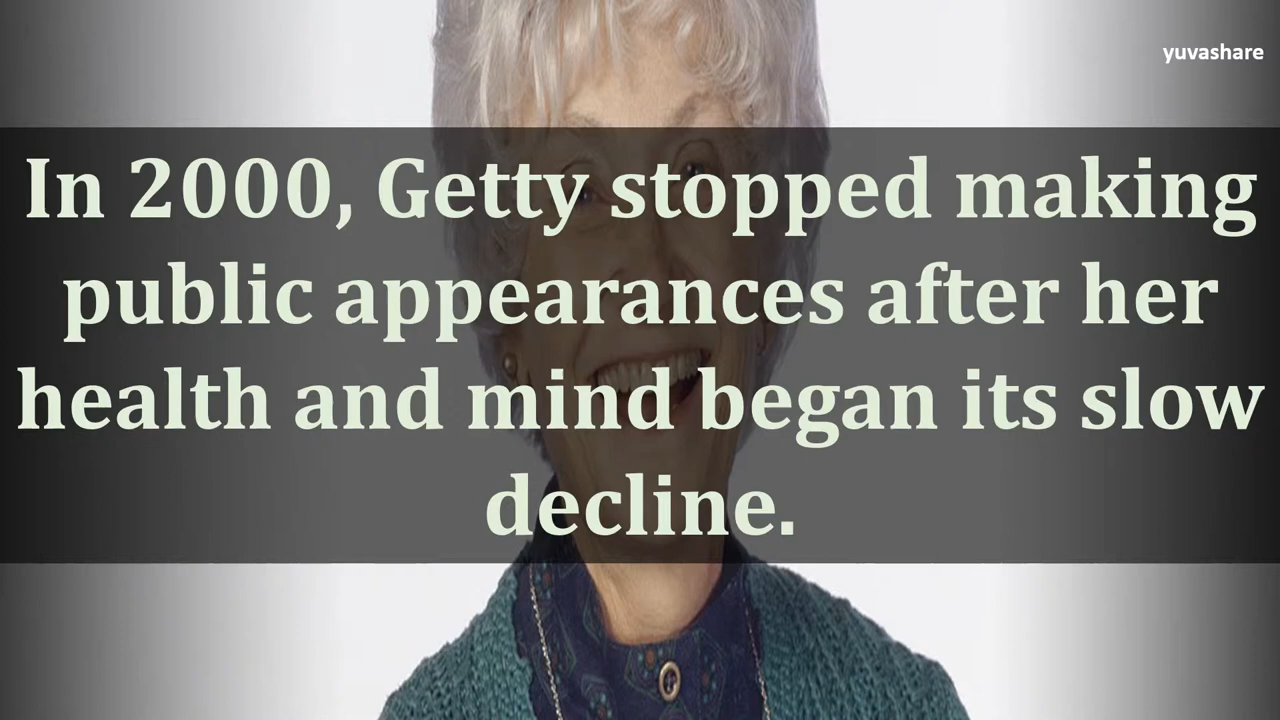 yuvashare
In 2000, Getty stopped making
public appearances after her
health and mind began its slow
decline.